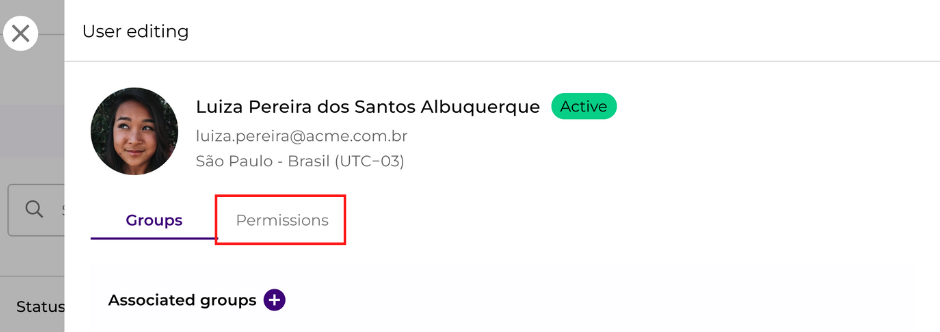 User editing
Luiza Pereira dos Santos Albuquerque Active
luiza.pereira@acme.com.br
São Paulo - Brasil (UTC−03)
Groups Permissions
Associated groups
Status